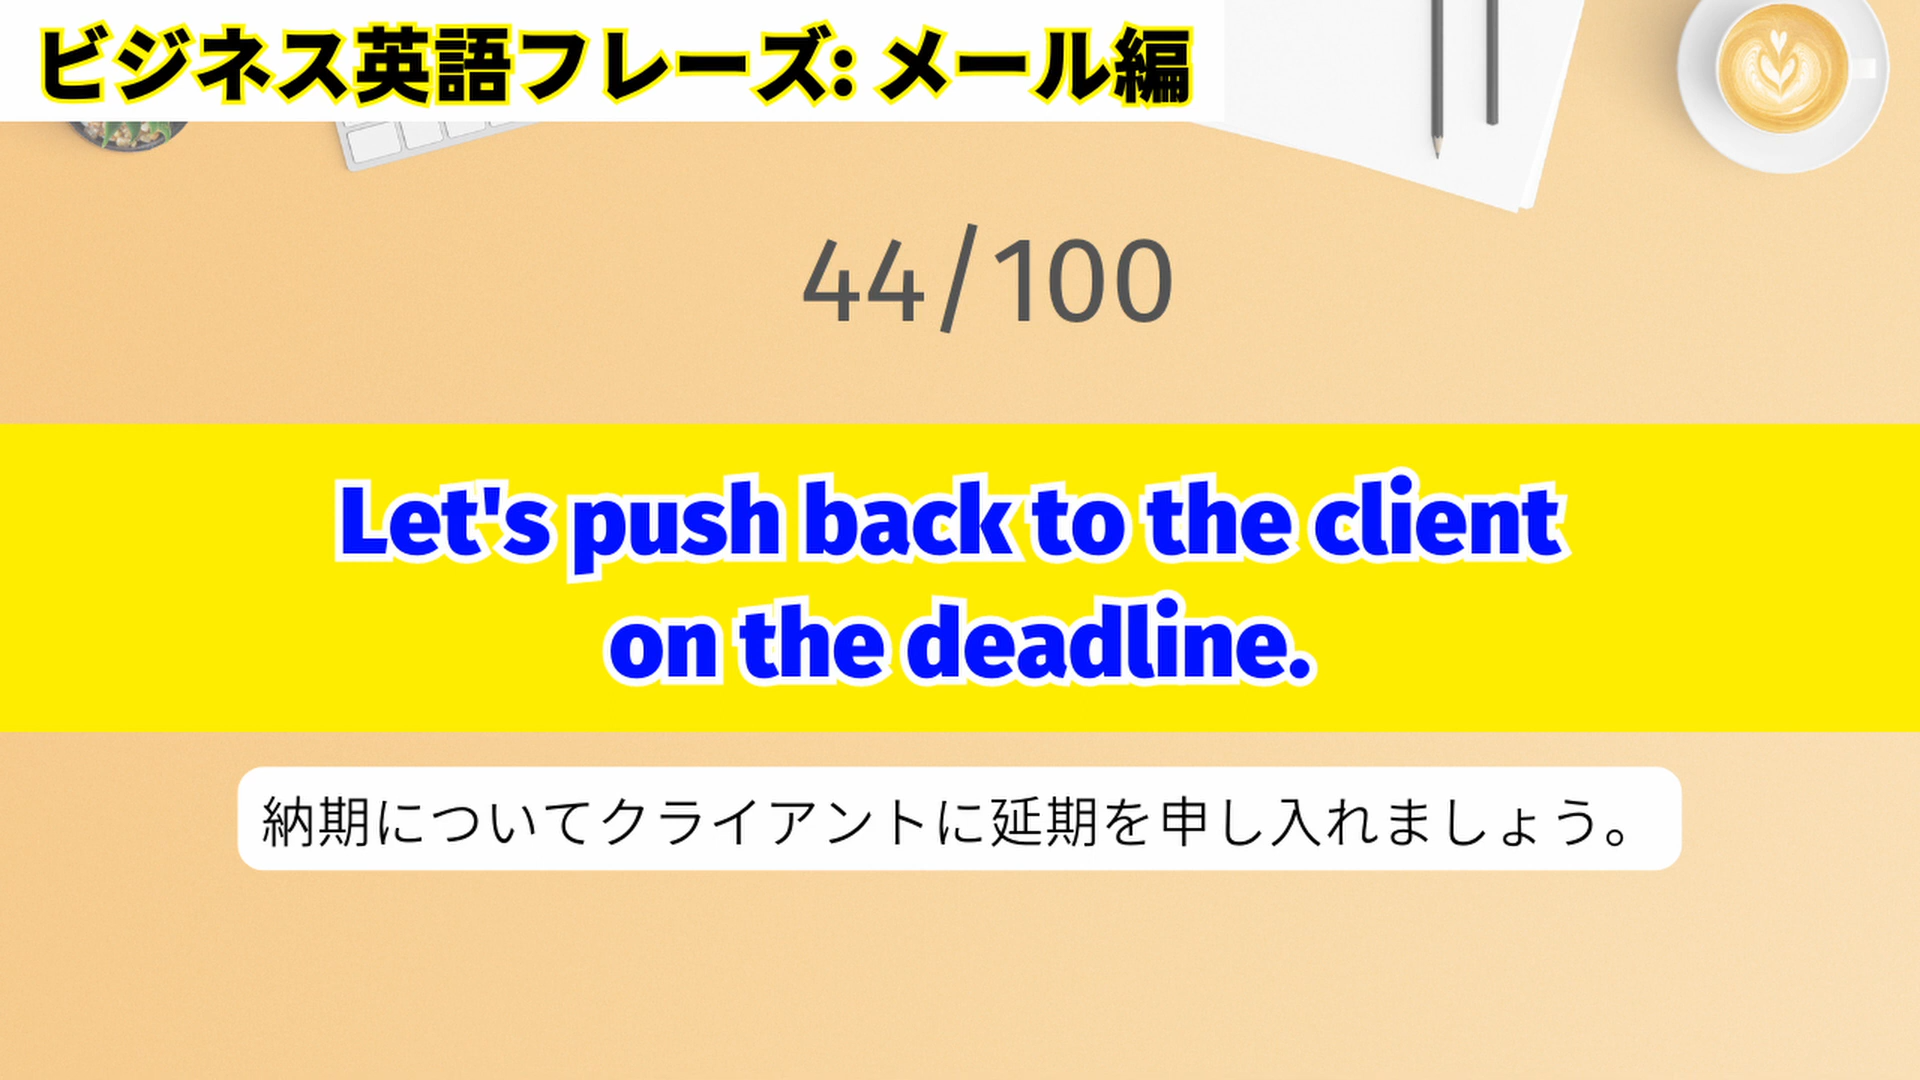 ビジネス英語フレーズ: メール編
44/100
Let's push back to the client
on the deadline.
納期についてクライアントに延期を申し入れましょう。